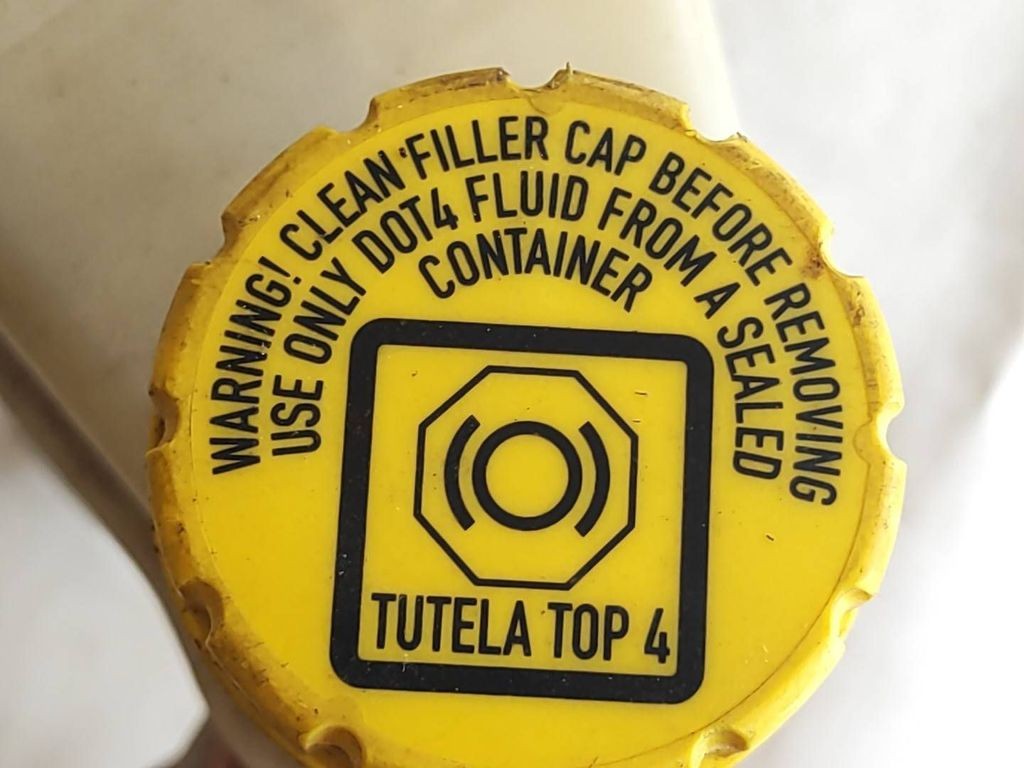 WARNING! CLEAN FILLER CAP BEFORE REMOVING
USE ONLY DOT4 FLUID FROM A SEALED
CONTAINER
TUTELA TOP 4